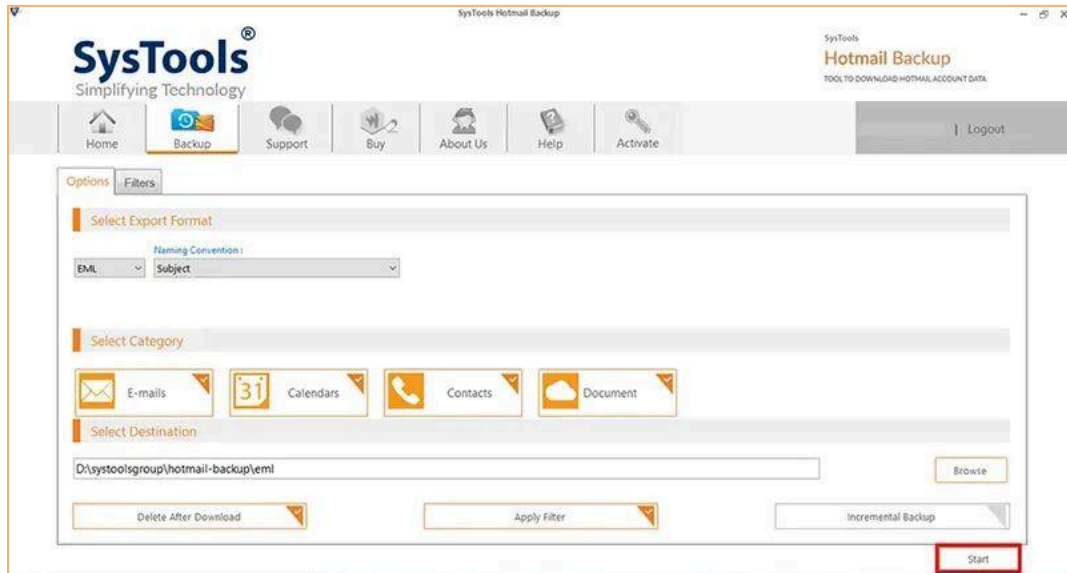 SysTools Hotmail Backup
SysTools®
Simplifying Technology
SysTools
Hotmail Backup
TOOL TO DOWNLOAD HOTMAIL ACCOUNT DATA
Home
Backup
Support
Buy
About Us
Help
Activate
| Logout
Options
Filters
Select Export Format
Naming Convention :
EML
Subject
Select Category
E-mails
31
Calendars
Contacts
Document
Select Destination
D:\systoolsgroup\hotmail-backup\eml
Browse
Delete After Download
Apply Filter
Incremental Backup
Start